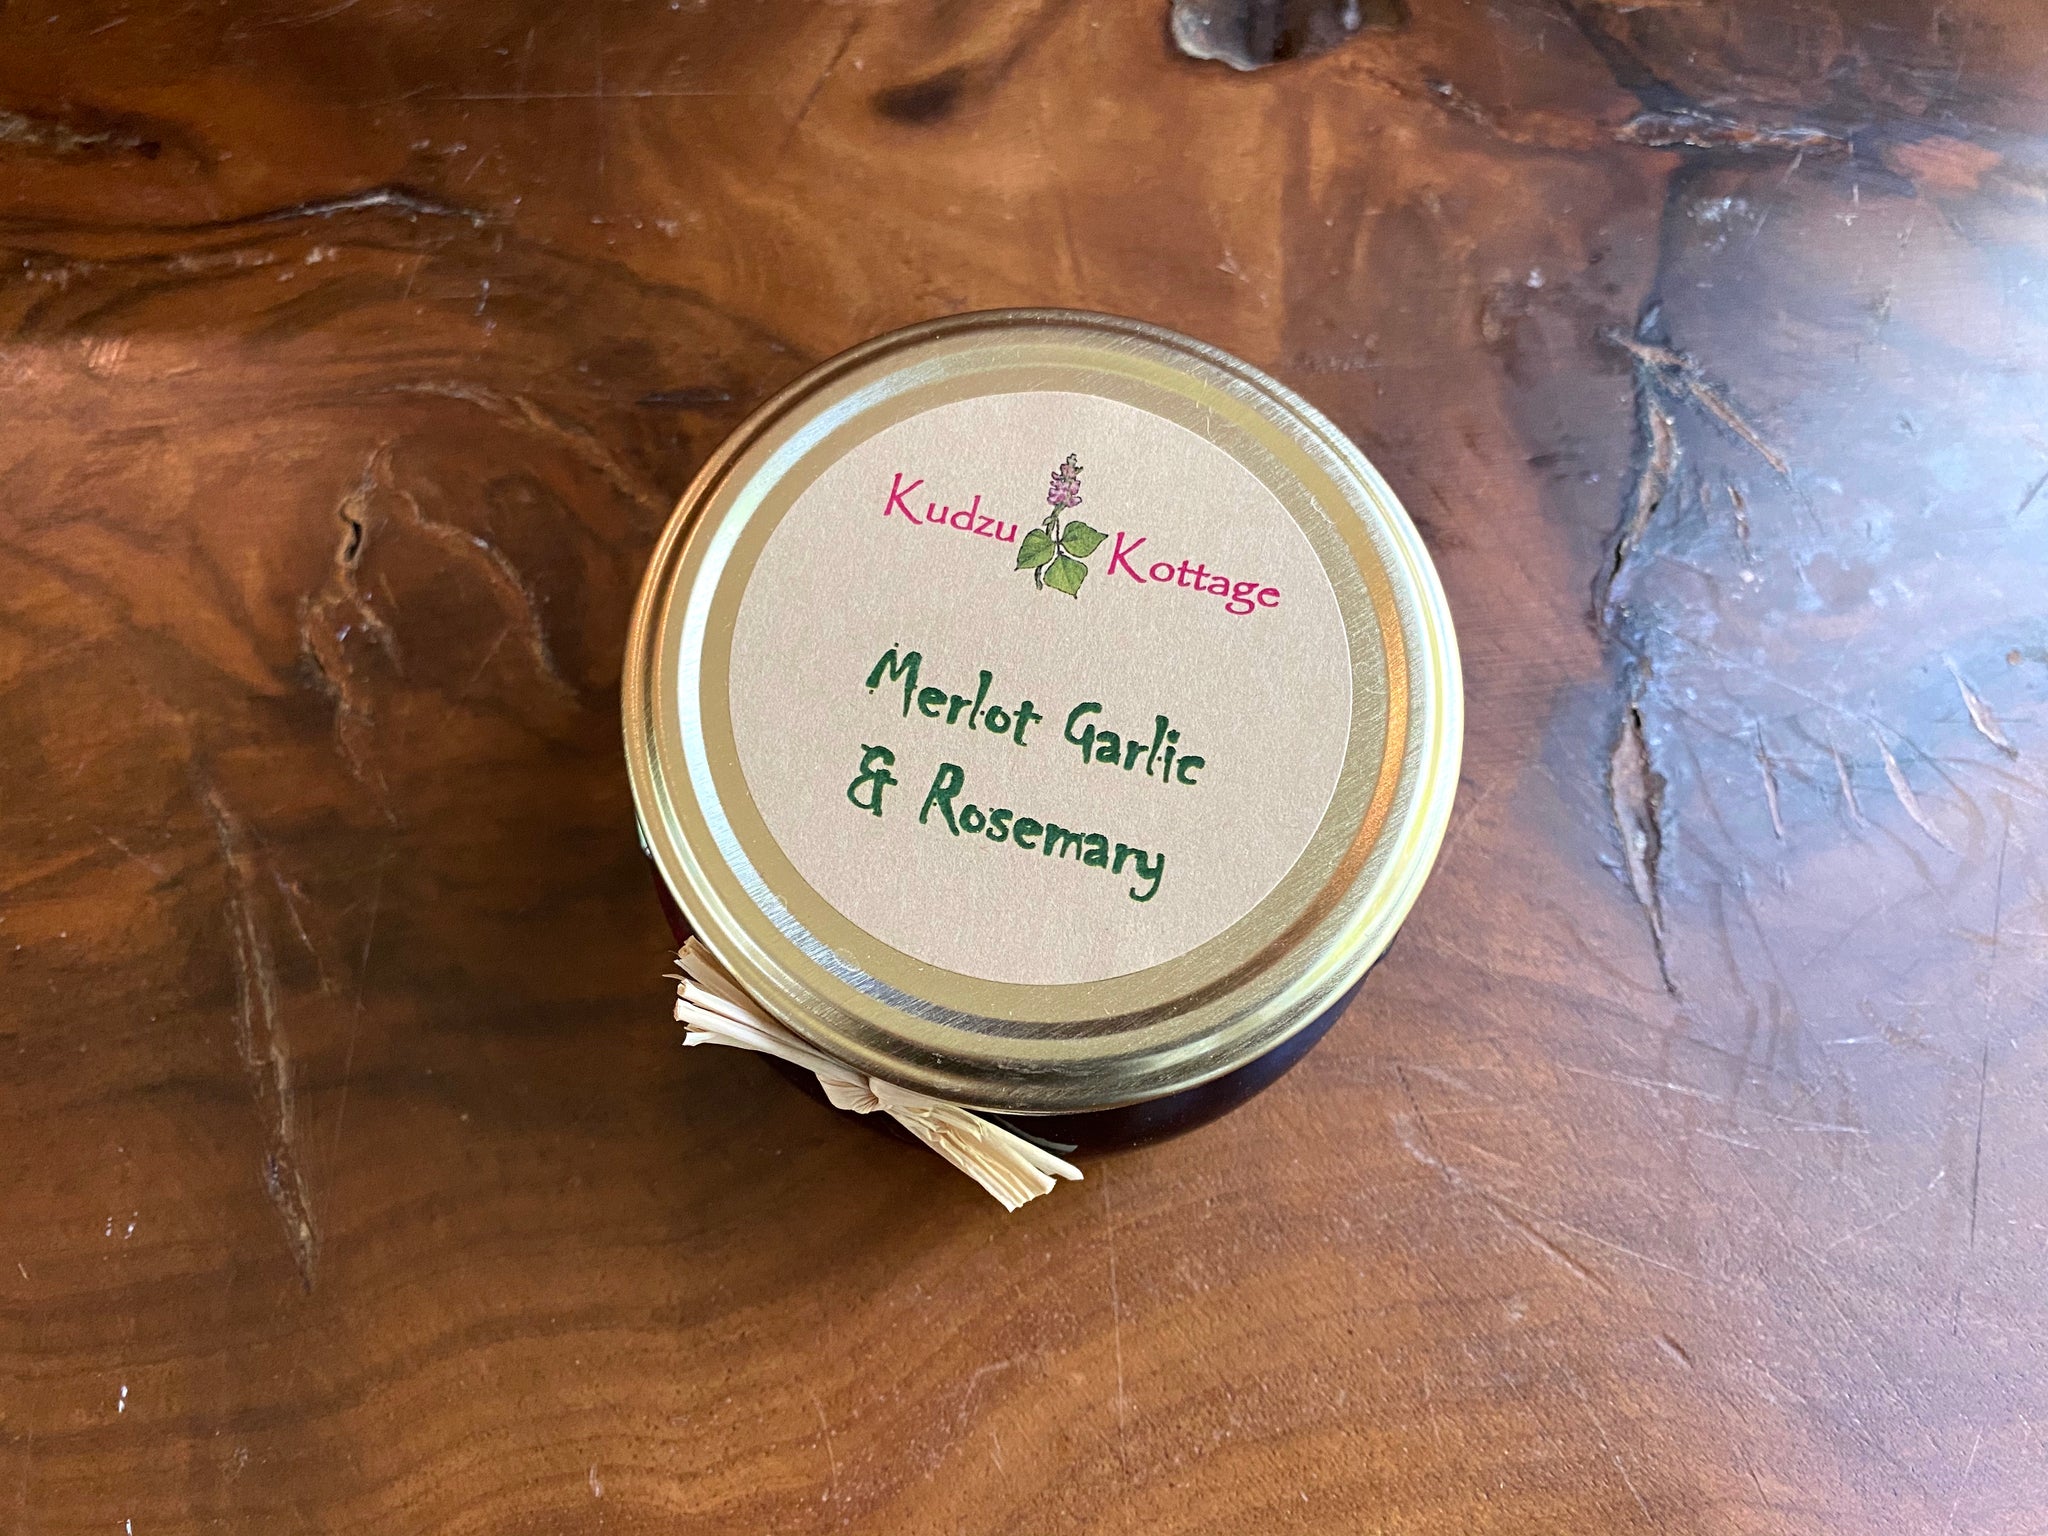 Kudzu Kottage
Merlot Garlic
& Rosemary